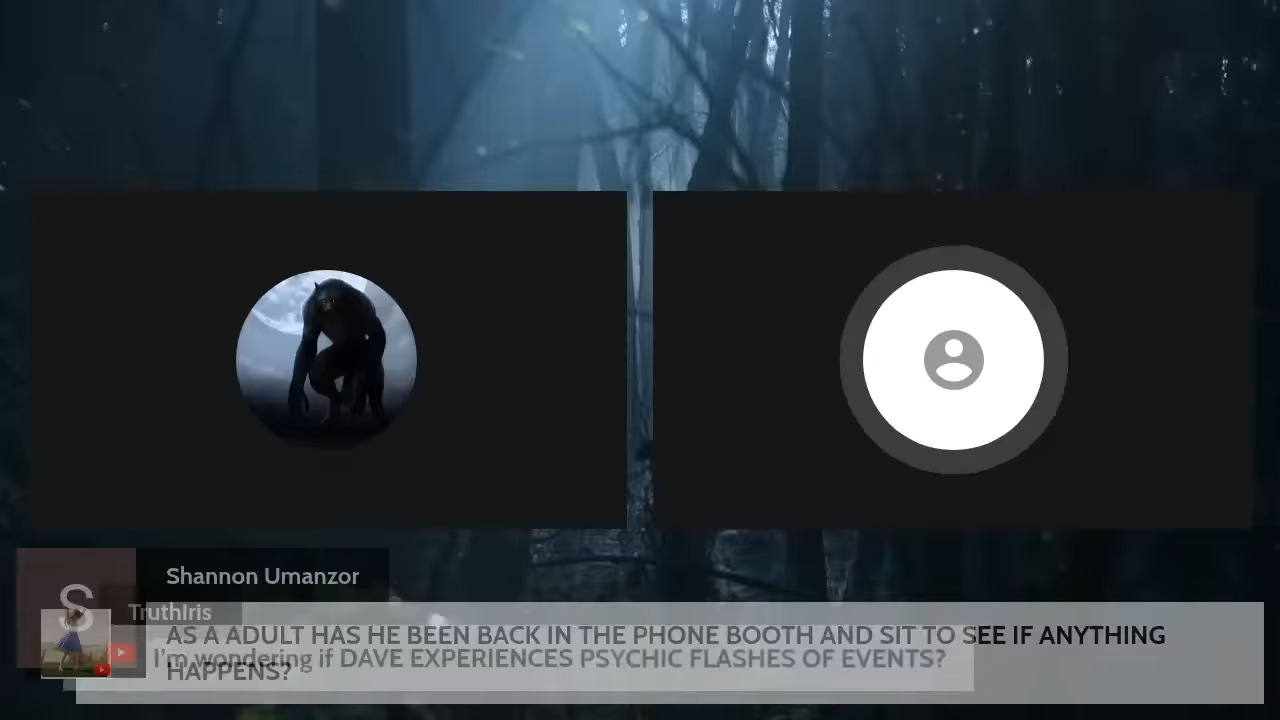 Shannon Umanzor
TruthIris
AS A ADULT HAS HE BEEN BACK IN THE PHONE BOOTH AND SIT TO SEE IF ANYTHING
HAPPENS?
I'm wondering if DAVE EXPERIENCES PSYCHIC FLASHES OF EVENTS?
S